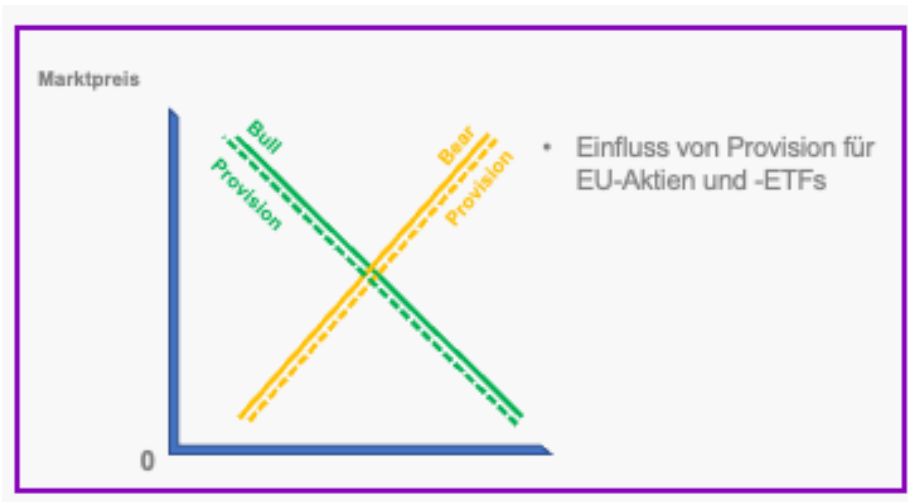 Marktpreis
Bull
Provision
Bear
Provision
• Einfluss von Provision für
EU-Aktien und -ETFs
0